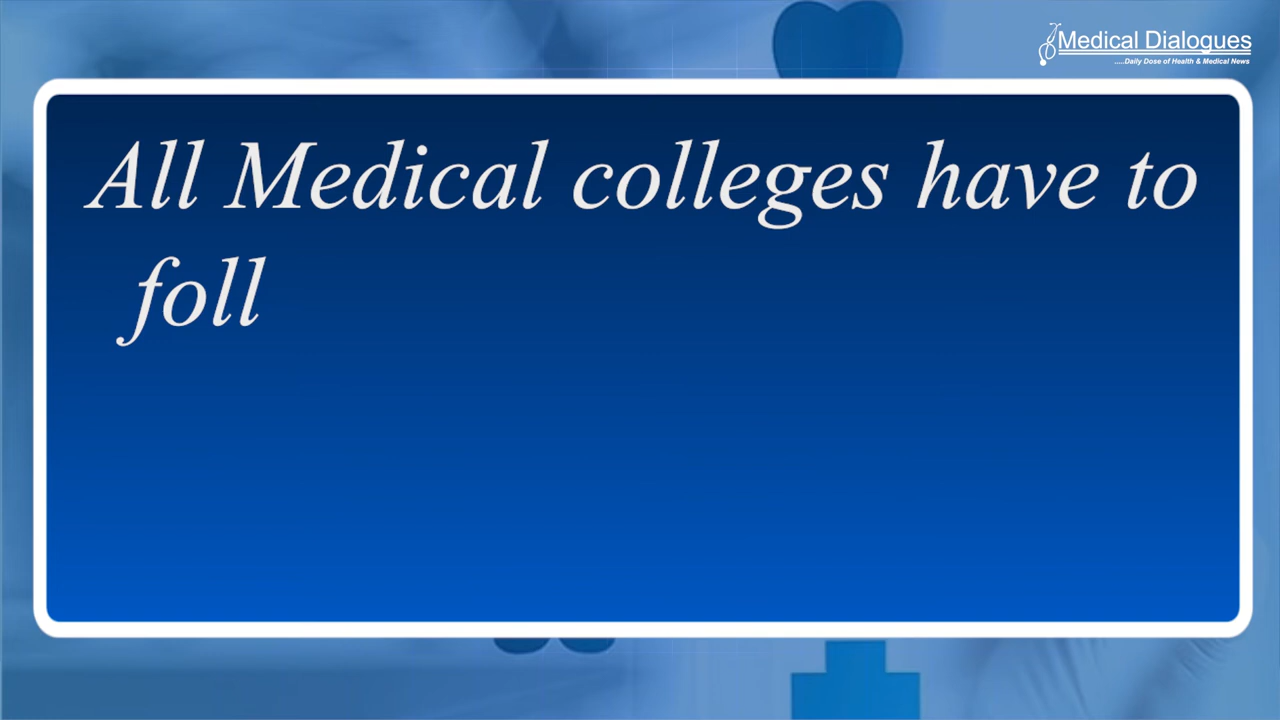 Medical Dialogues
.....Daily Dose of Health & Medical News
All Medical colleges have to
foll